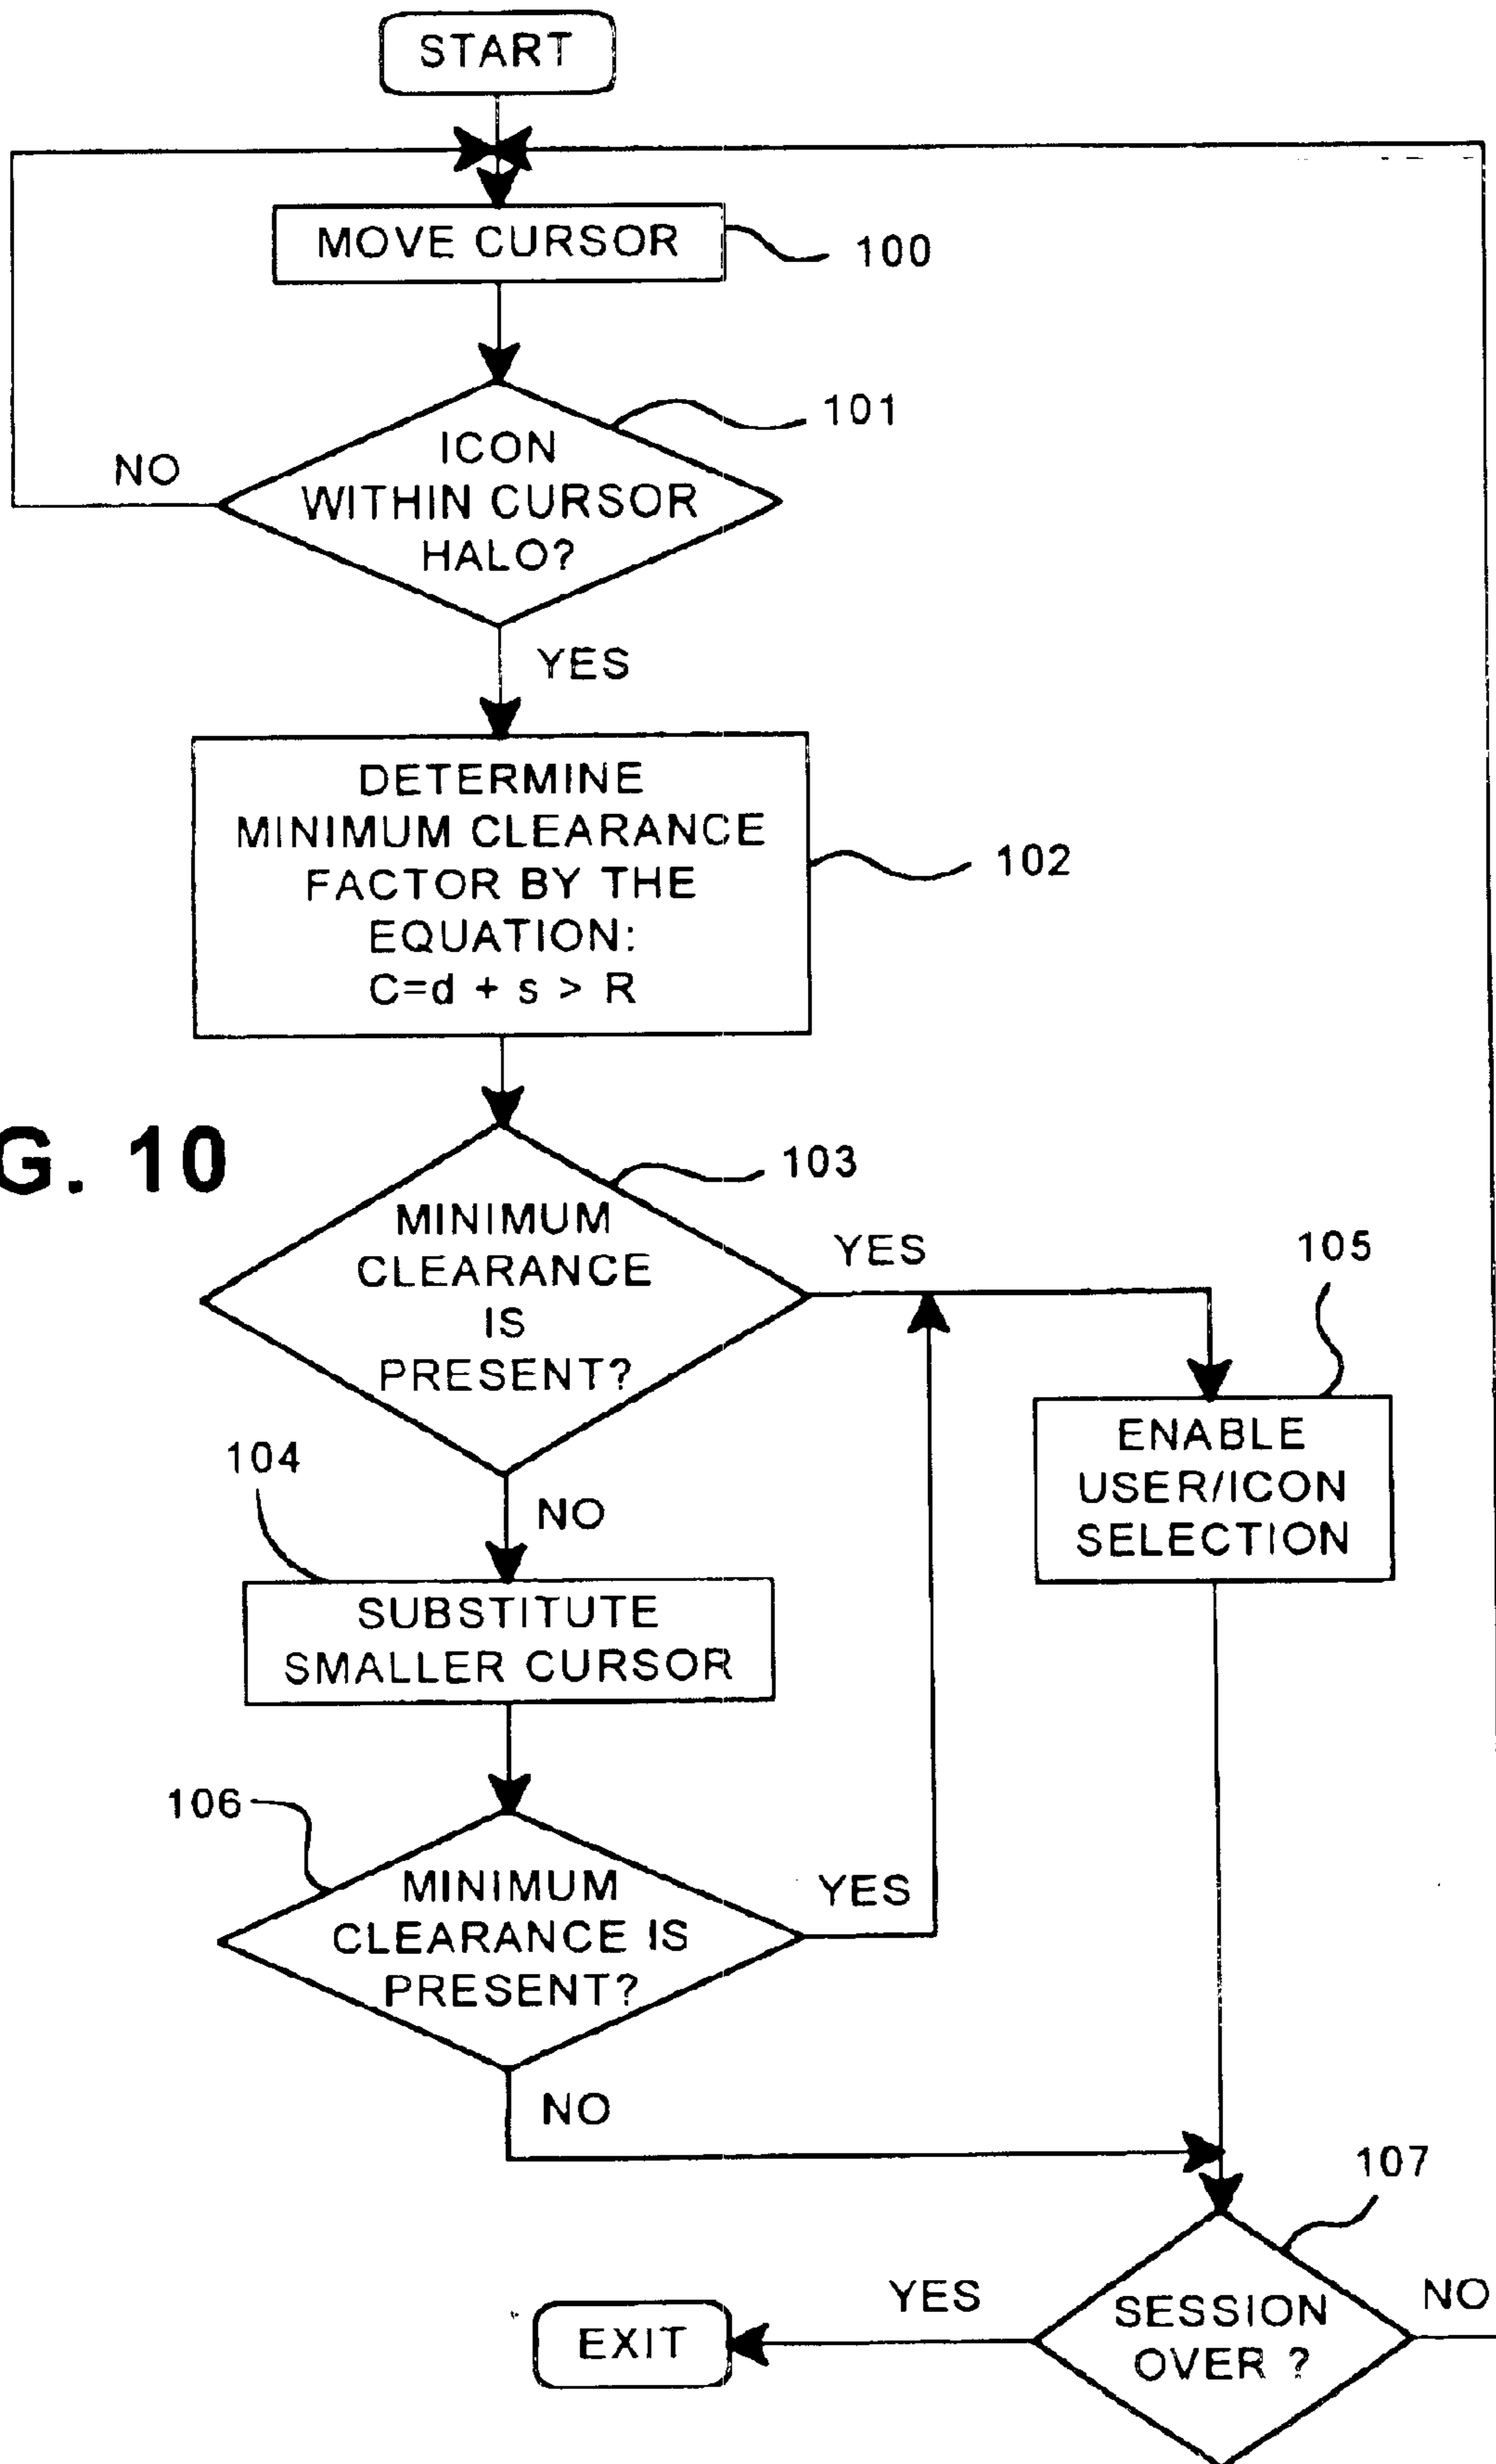 START
MOVE CURSOR
100
101
ICON
WITHIN CURSOR
HALO?
NO
YES
DETERMINE
MINIMUM CLEARANCE
FACTOR BY THE
EQUATION:
C=d + s > R
102
G. 10
103
MINIMUM
CLEARANCE
IS
PRESENT?
YES
105
ENABLE
USER/ICON
SELECTION
104
NO
SUBSTITUTE
SMALLER CURSOR
106
MINIMUM
CLEARANCE IS
PRESENT?
YES
NO
107
SESSION
OVER ?
YES
NO
EXIT